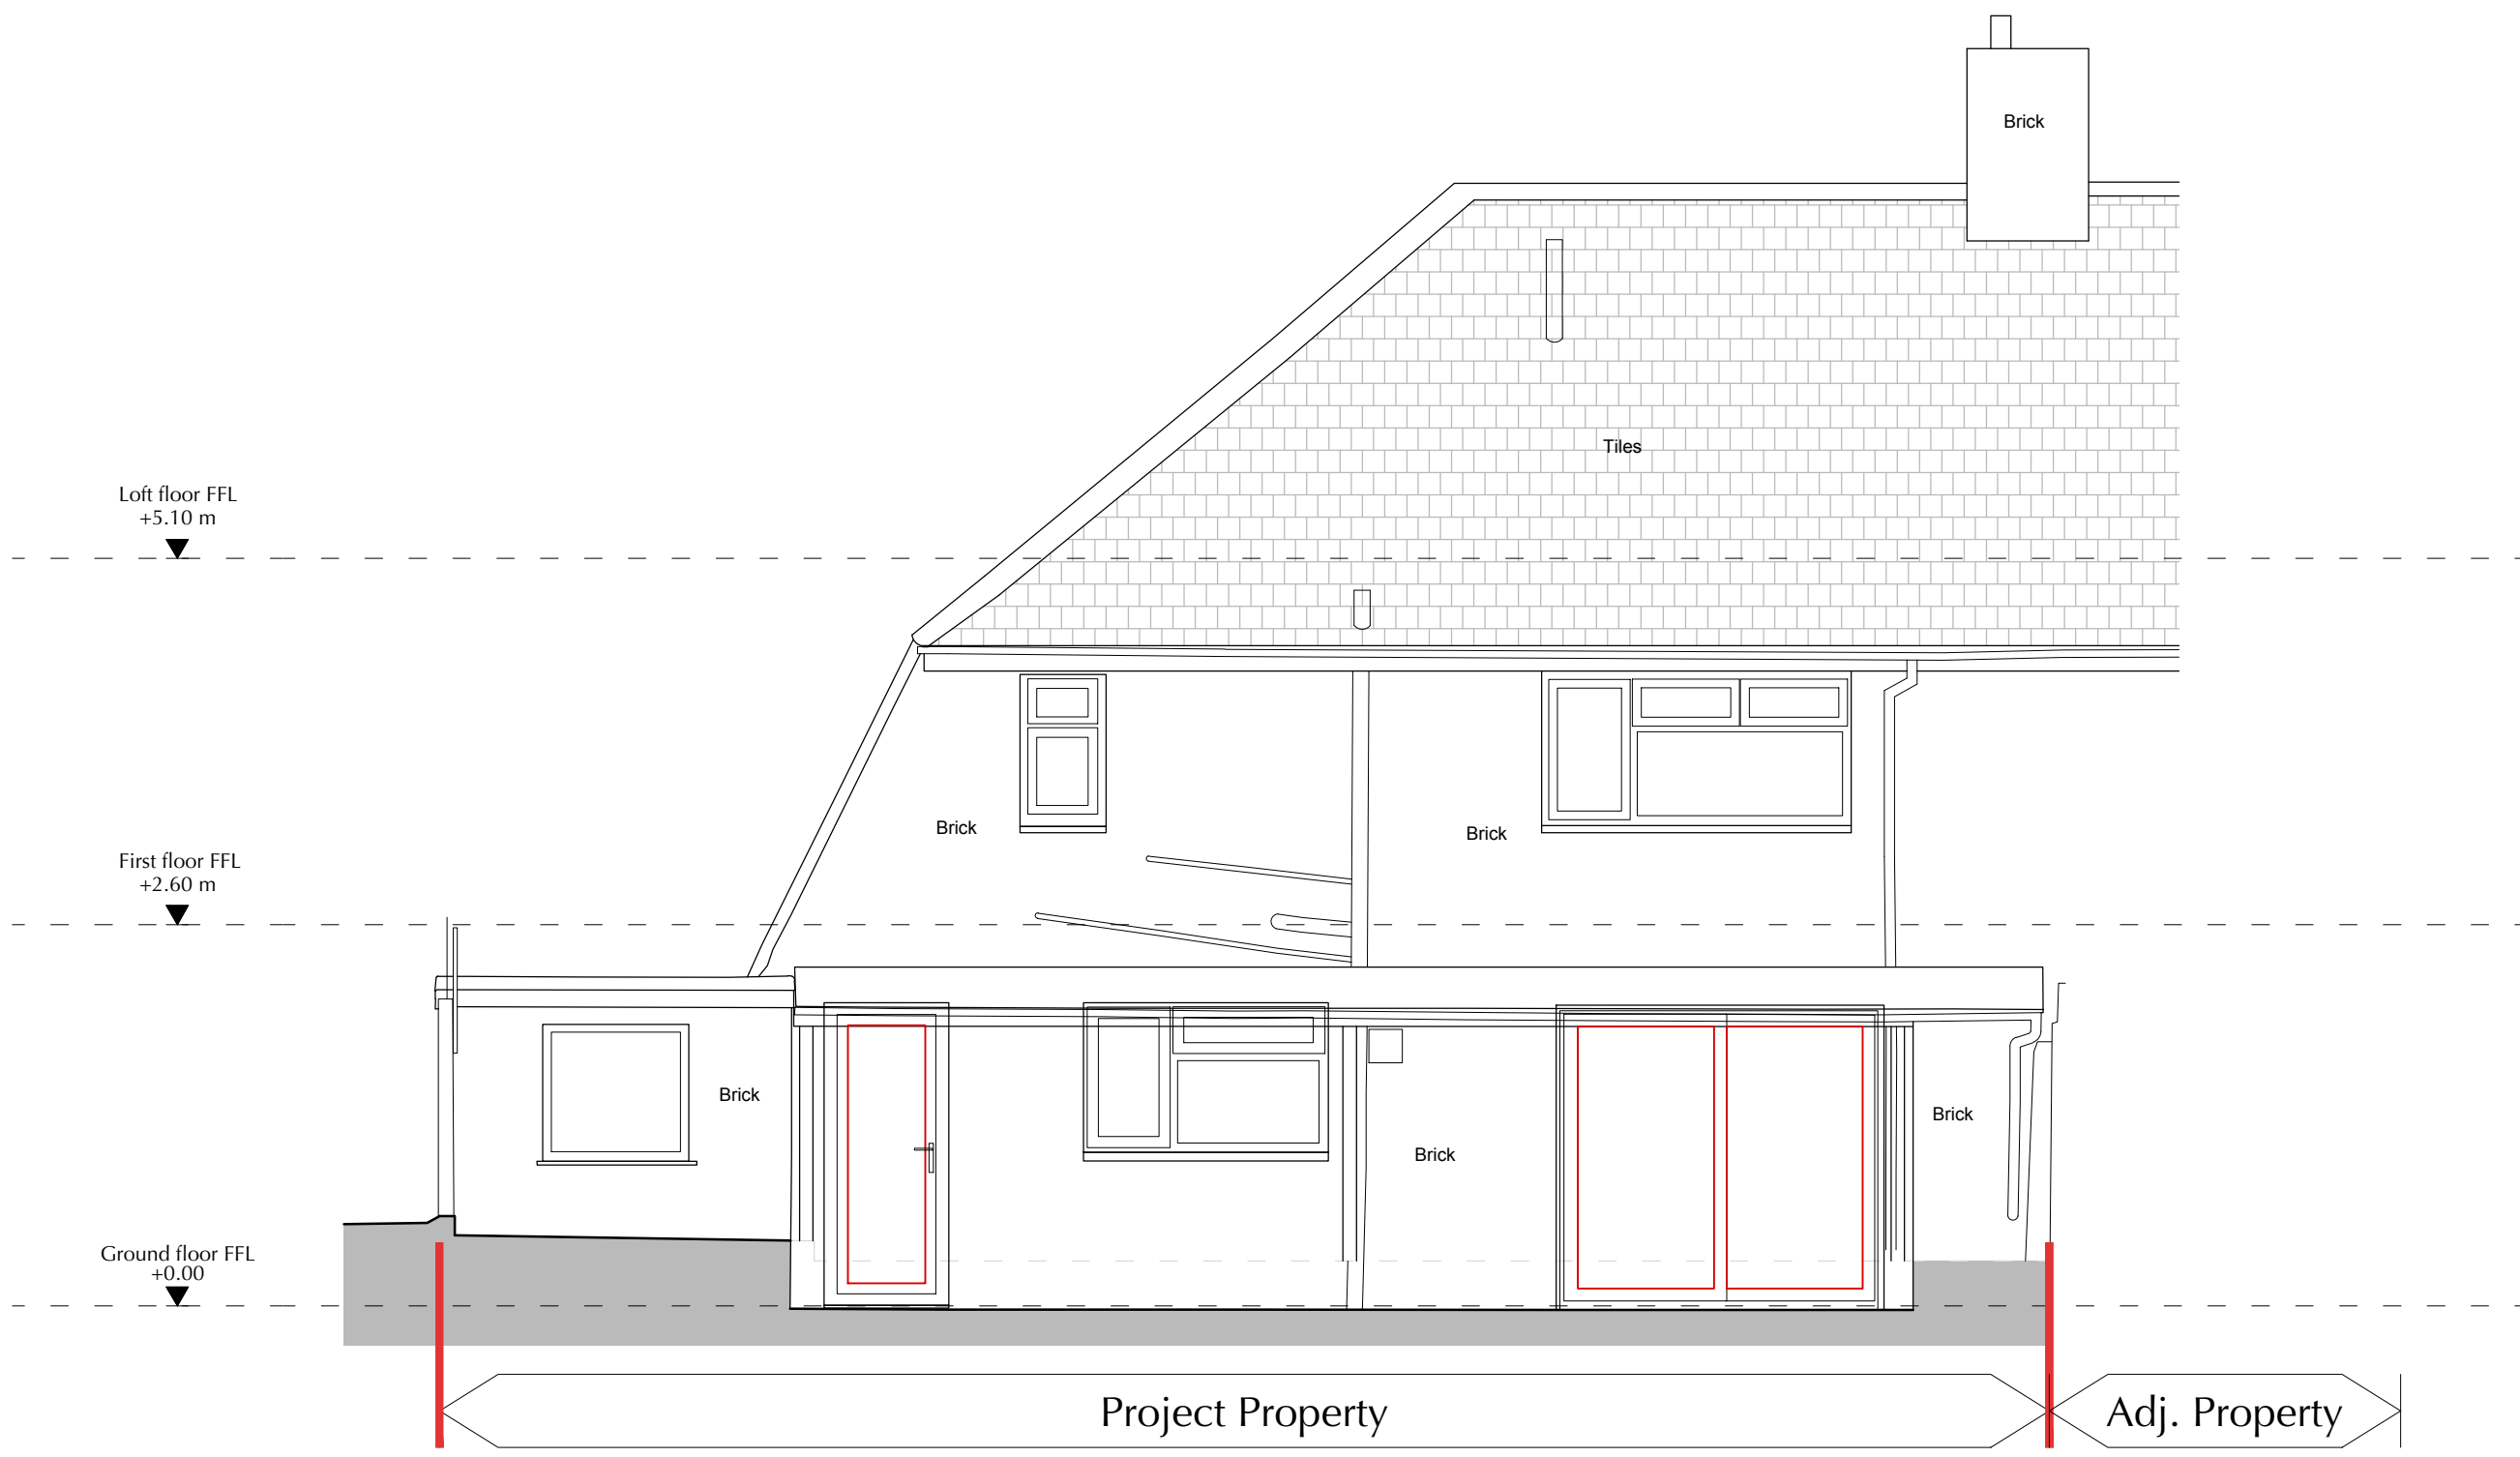 Brick
Tiles
Loft floor FFL
+5.10 m
Brick
Brick
First floor FFL
+2.60 m
Brick
Brick
Brick
Ground floor FFL
+0.00
Project Property
Adj. Property